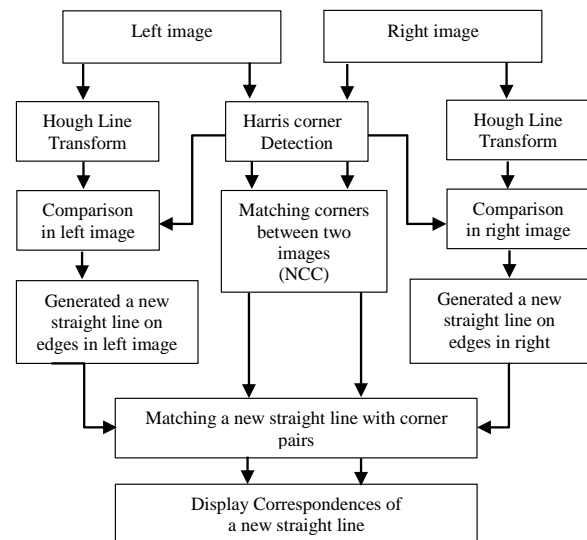 Left image
Right image
Hough Line
Transform
Harris corner
Detection
Hough Line
Transform
Comparison
in left image
Matching corners
between two
images
(NCC)
Comparison
in right image
Generated a new
straight line on
edges in left image
Generated a new
straight line on
edges in right
Matching a new straight line with corner
pairs
Display Correspondences of
a new straight line